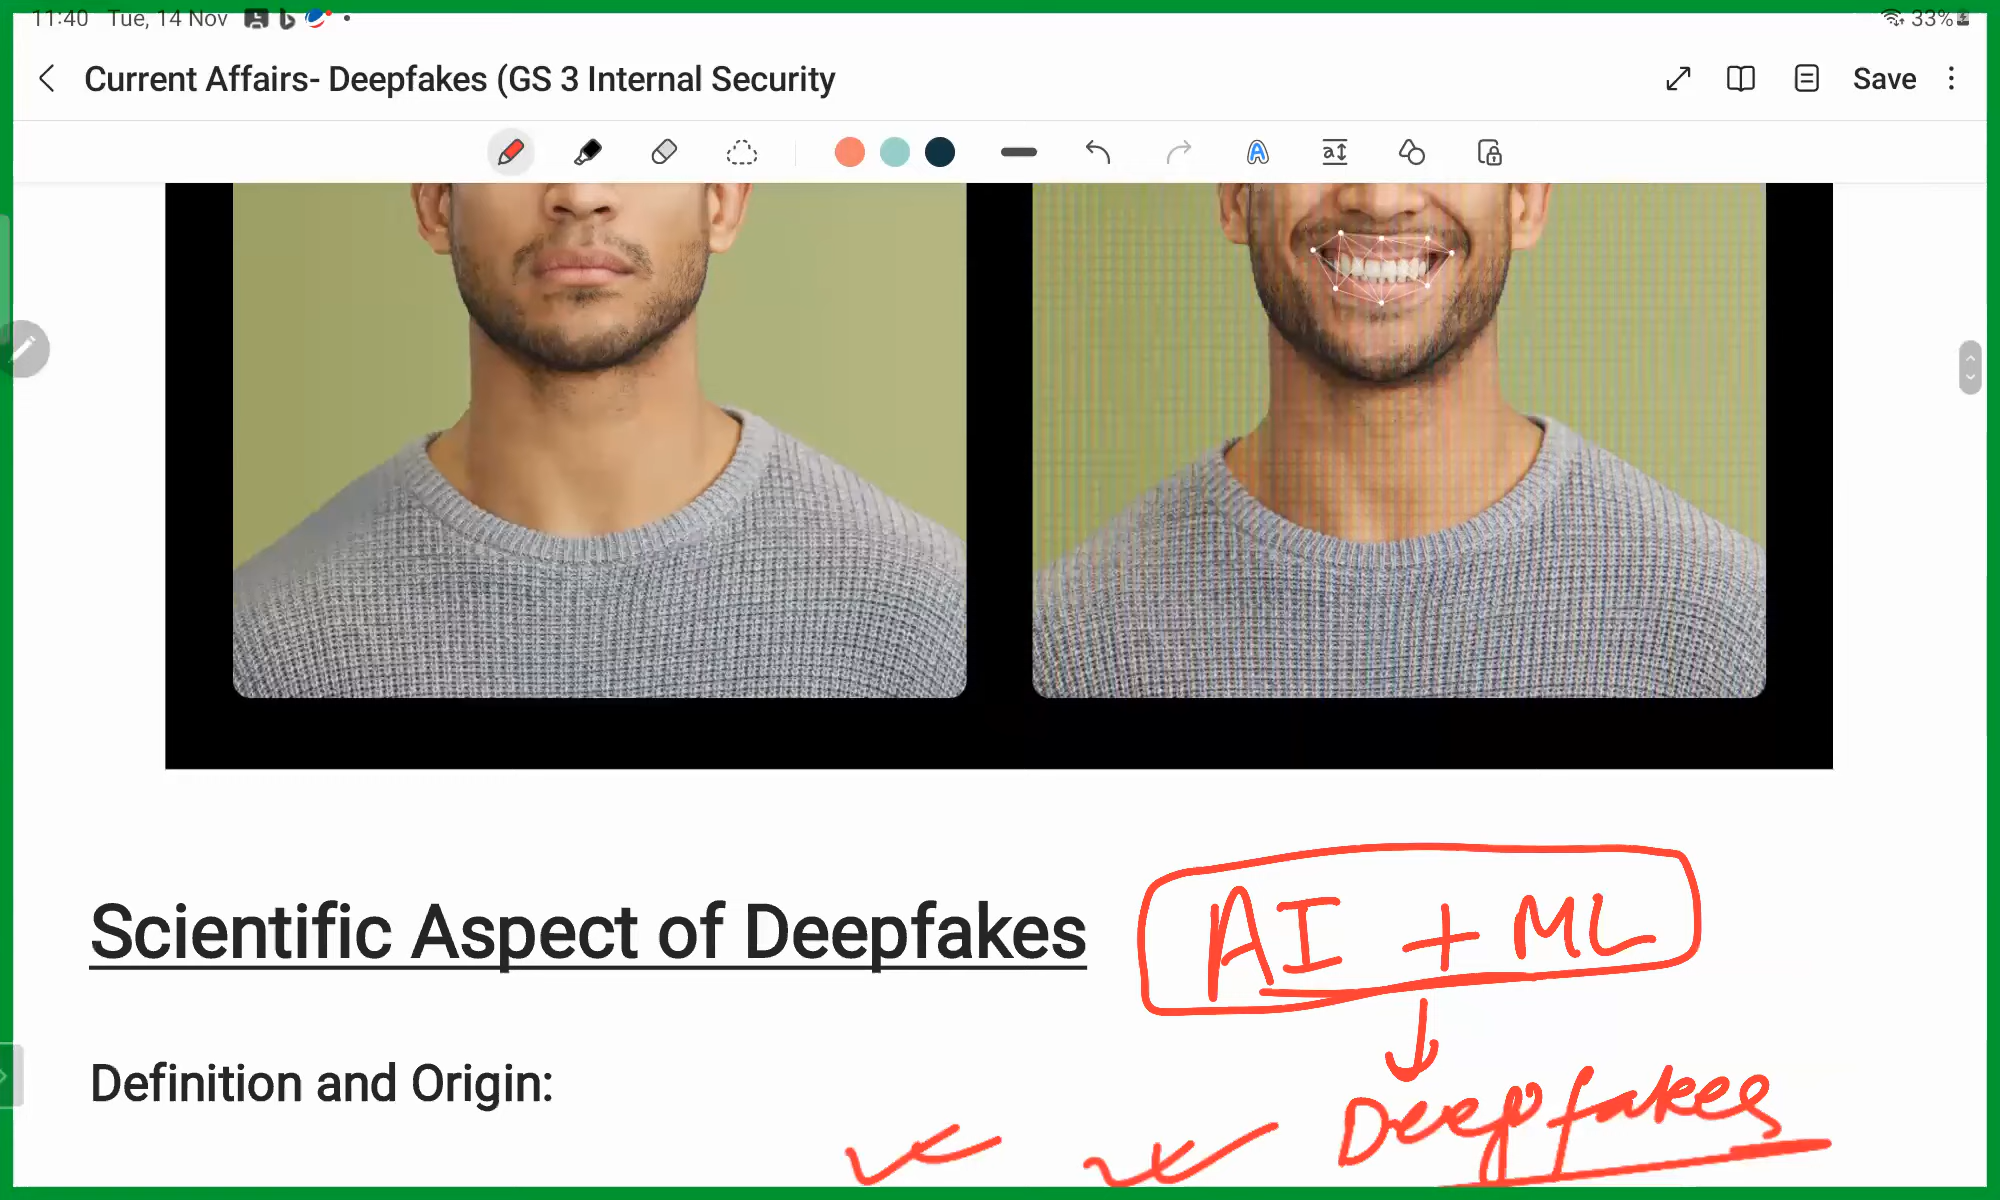 11:40 Tue, 14 Nov 33%
Current Affairs- Deepfakes (GS 3 Internal Security
Save
Scientific Aspect of Deepfakes
AI + ML
Definition and Origin:
Deepfakes